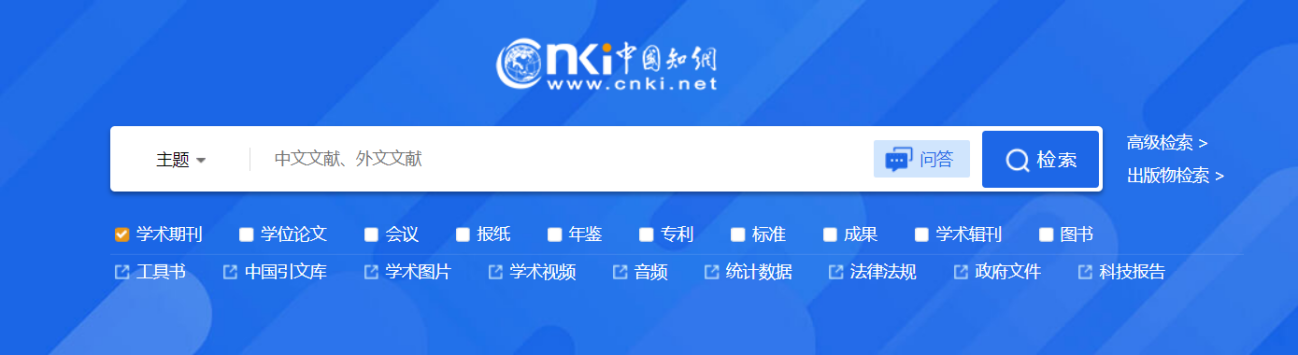 cnki中国知网
www.cnki.net
主题 中文文献、外文文献 问答 检索
高级检索 >
出版物检索 >
学术期刊 学位论文 会议 报纸 年鉴 专利 标准 成果 学术辑刊 图书
工具书 中国引文库 学术图片 学术视频 音频 统计数据 法律法规 政府文件 科技报告